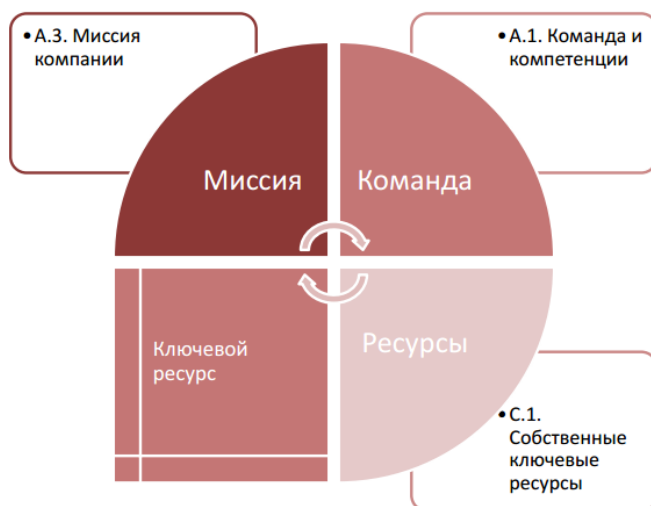 •А.3. Миссия
компании
•А.1. Команда и
компетенции
Миссия
Команда
Ключевой
ресурс
Ресурсы
•С.1.
Собственные
ключевые
ресурсы